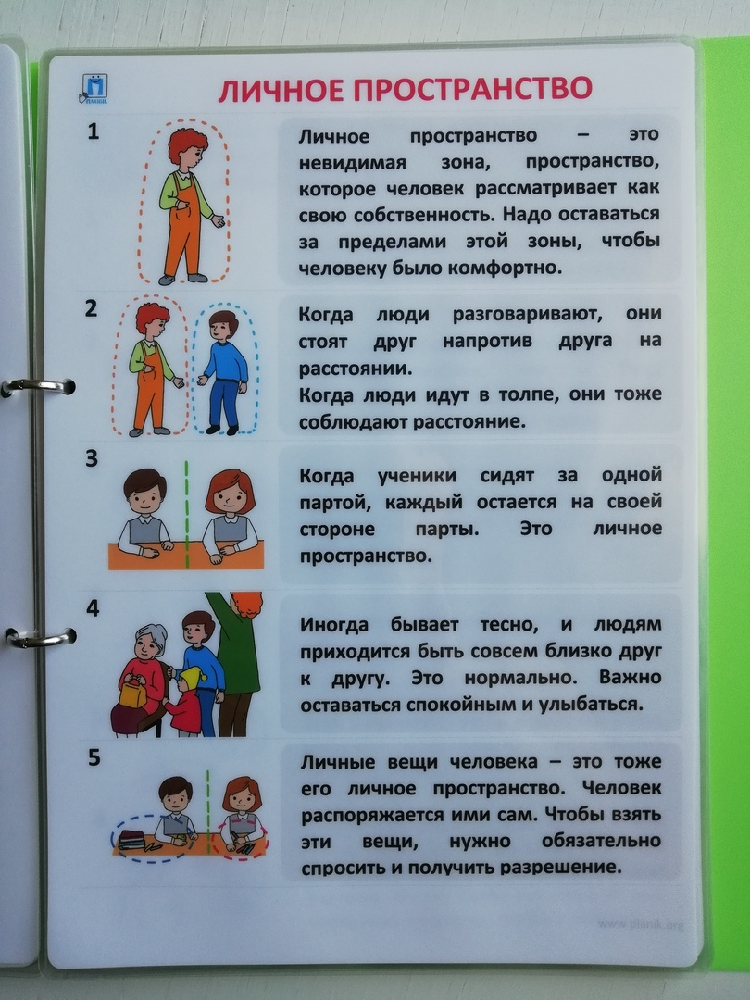 ПЛАНИК
ЛИЧНОЕ ПРОСТРАНСТВО
1
Личное пространство – это
невидимая зона, пространство,
которое человек рассматривает как
свою собственность. Надо оставаться
за пределами этой зоны, чтобы
человеку было комфортно.
2
Когда люди разговаривают, они
стоят друг напротив друга на
расстоянии.
Когда люди идут в толпе, они тоже
соблюдают расстояние.
3
Когда ученики сидят за одной
партой, каждый остается на своей
стороне парты. Это личное
пространство.
4
Иногда бывает тесно, и людям
приходится быть совсем близко друг
к другу. Это нормально. Важно
оставаться спокойным и улыбаться.
5
Личные вещи человека – это тоже
его личное пространство. Человек
распоряжается ими сам. Чтобы взять
эти вещи, нужно обязательно
спросить и получить разрешение.
www.planik.org